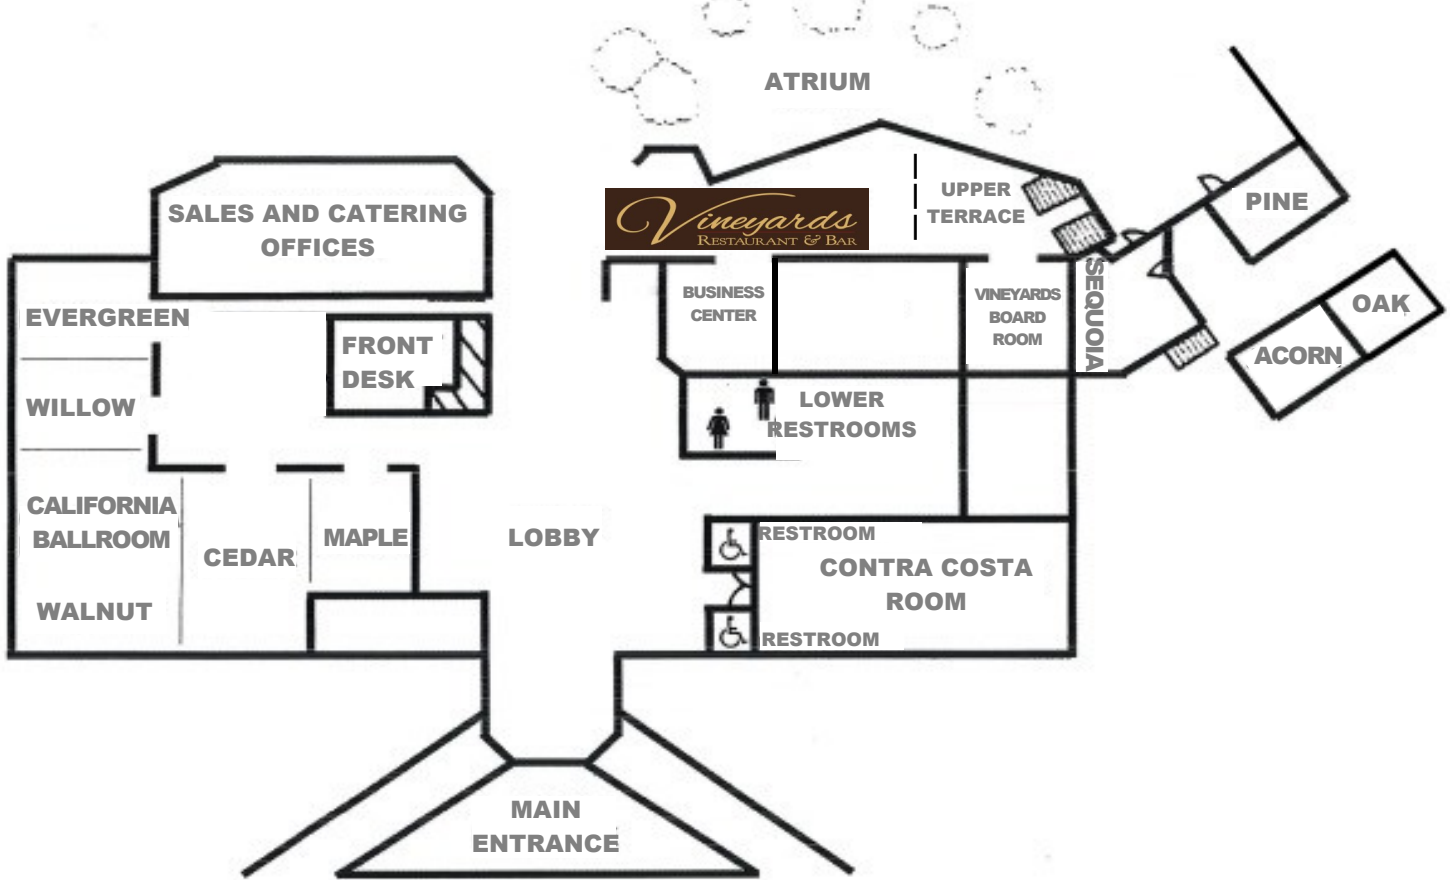 ATRIUM
SALES AND CATERING
OFFICES
Vineyards
RESTAURANT & BAR
UPPER
TERRACE
PINE
EVERGREEN
FRONT
DESK
BUSINESS
CENTER
VINEYARDS
BOARD
ROOM
SEQUOIA
OAK
ACORN
WILLOW
LOWER
RESTROOMS
CALIFORNIA
BALLROOM
WALNUT
CEDAR
MAPLE
LOBBY
RESTROOM
CONTRA COSTA
ROOM
RESTROOM
MAIN
ENTRANCE